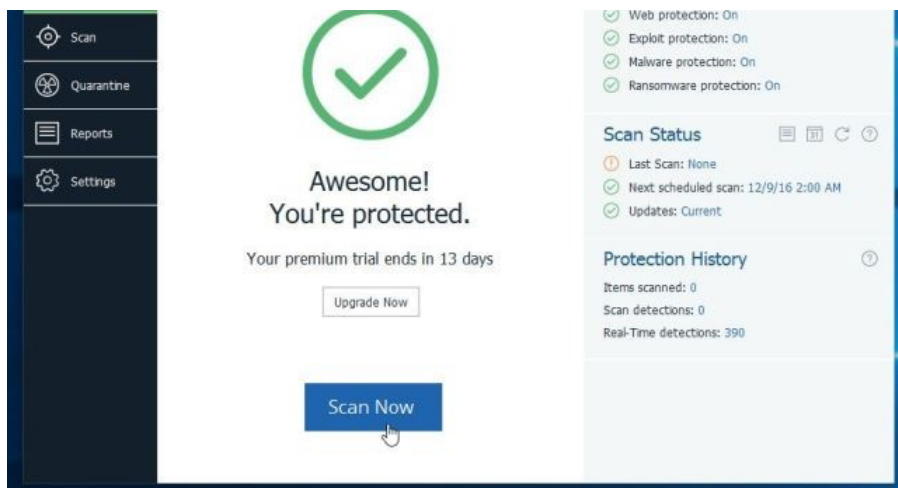 Scan
Quarantine
Reports
Settings
Awesome!
You're protected.
Your premium trial ends in 13 days
Upgrade Now
Scan Now
Web protection: On
Exploit protection: On
Malware protection: On
Ransomware protection: On
Scan Status
31
Last Scan: None
Next scheduled scan: 12/9/16 2:00 AM
Updates: Current
Protection History
Items scanned: 0
Scan detections: 0
Real-Time detections: 390